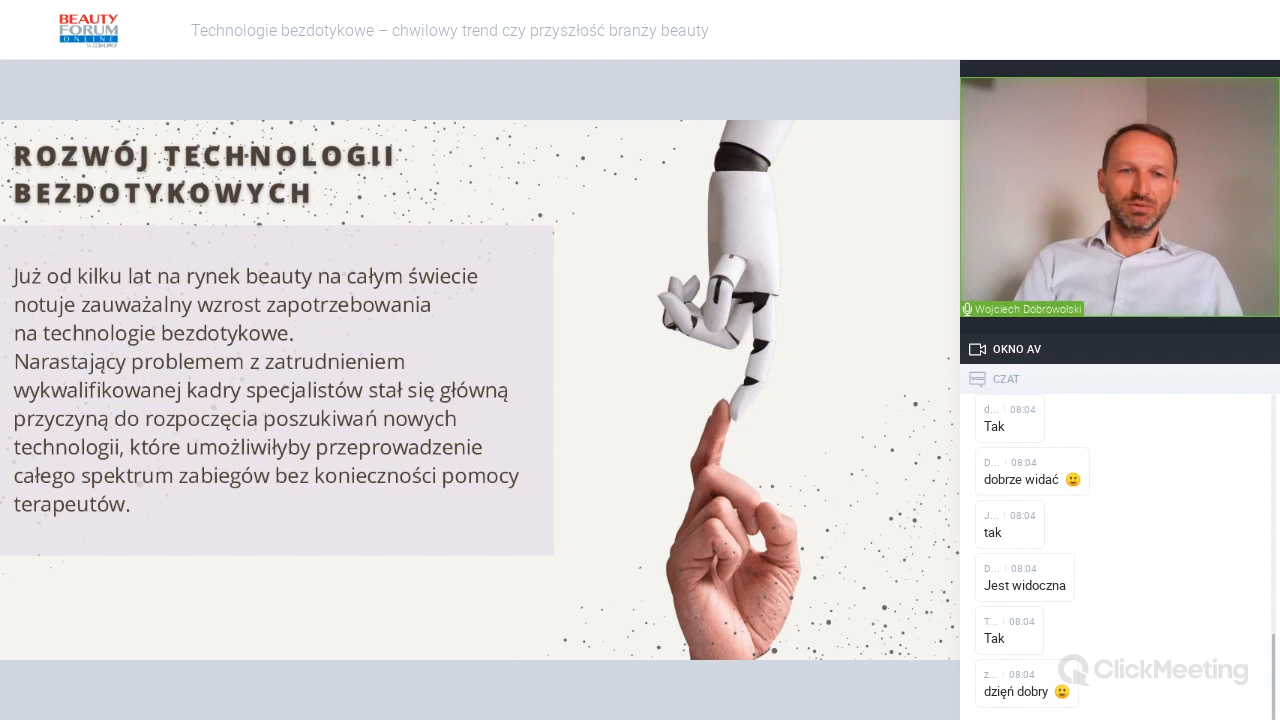 BEAUTY
FORUM
ONLINE
by COSMOPROF
Technologie bezdotykowe – chwilowy trend czy przyszłość branży beauty
ROZWÓJ TECHNOLOGII
BEZDOTYKOWYCH
Już od kilku lat na rynek beauty na całym świecie
notuje zauważalny wzrost zapotrzebowania
na technologie bezdotykowe.
Narastający problemem z zatrudnieniem
wykwalifikowanej kadry specjalistów stał się główną
przyczyną do rozpoczęcia poszukiwań nowych
technologii, które umożliwiłyby przeprowadzenie
całego spektrum zabiegów bez konieczności pomocy
terapeutów.
Wojciech Dobrowolski
OKNO AV
CZAT
d... | 08:04
Tak
D... | 08:04
dobrze widać 🙂
J... | 08:04
tak
D... | 08:04
Jest widoczna
T... | 08:04
Tak
z... | 08:04
dzięń dobry 🙂
ClickMeeting